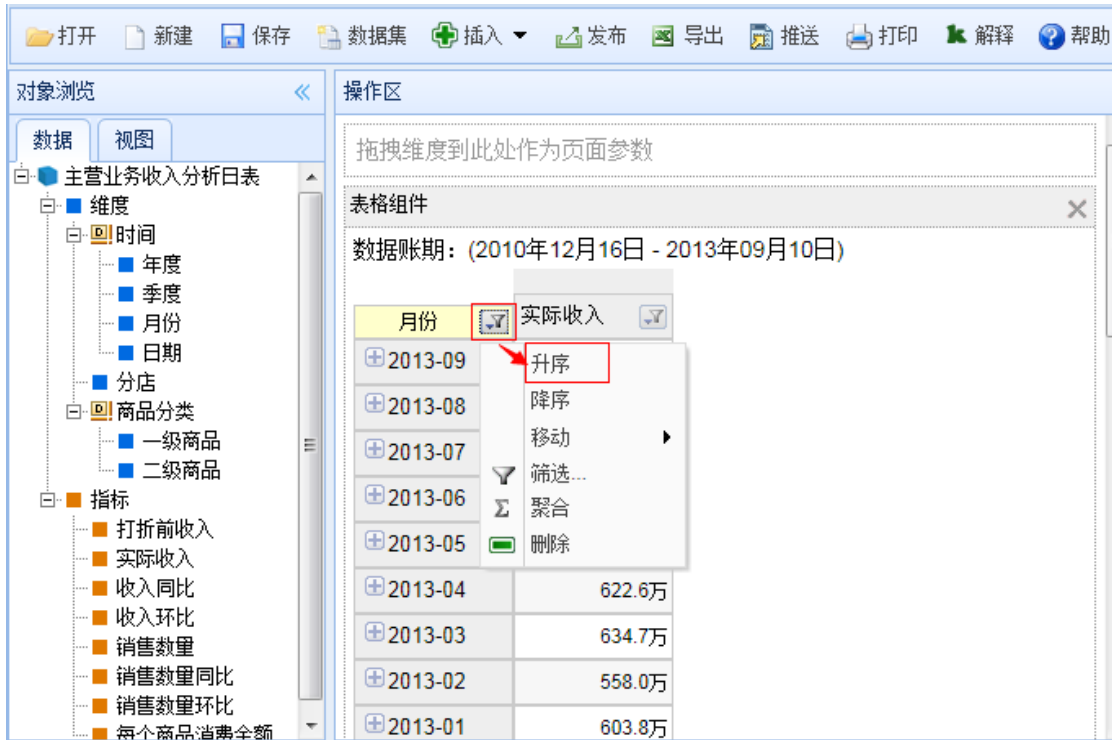 打开 新建 保存 数据集 插入 发布 导出 推送 打印 解释 帮助
对象浏览
数据 视图
主营业务收入分析日表
维度
时间
年度
季度
月份
日期
分店
商品分类
一级商品
二级商品
指标
打折前收入
实际收入
收入同比
收入环比
销售数量
销售数量同比
销售数量环比
每个商品消费金额
操作区
拖拽维度到此处作为页面参数
表格组件
数据账期：(2010年12月16日 - 2013年09月10日)
月份 实际收入
2013-09
2013-08
2013-07
2013-06
2013-05
2013-04 622.6万
2013-03 634.7万
2013-02 558.0万
2013-01 603.8万
升序
降序
移动
筛选...
聚合
删除